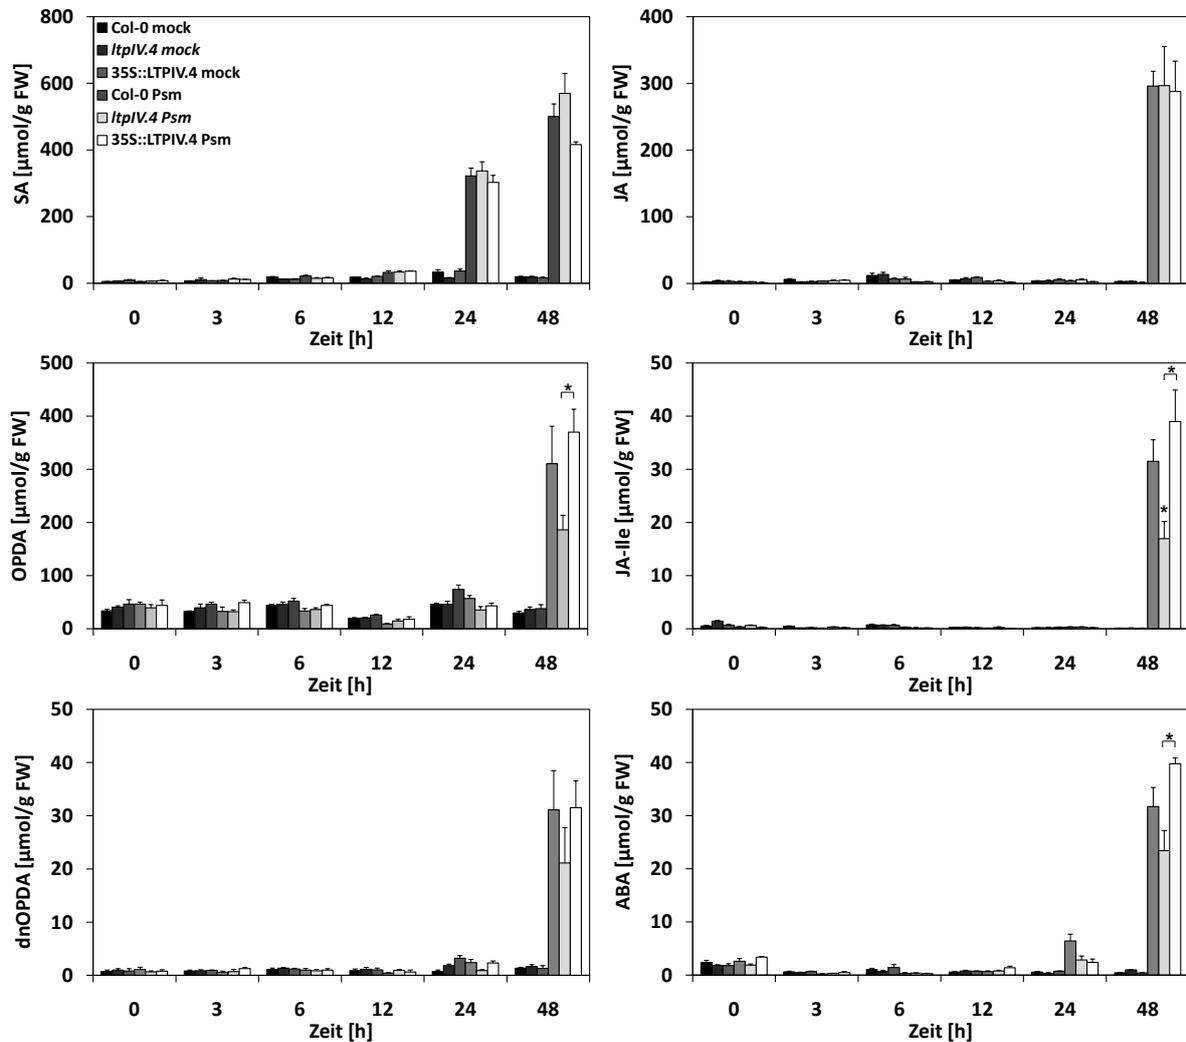 SA [µmol/g FW]
800
600
400
200
0
Col-0 mock
ltpIV.4 mock
35S::LTPIV.4 mock
Col-0 Psm
ltpIV.4 Psm
35S::LTPIV.4 Psm
0 3 6 12 24 48
Zeit [h]
JA [µmol/g FW]
400
300
200
100
0
0 3 6 12 24 48
Zeit [h]
OPDA [µmol/g FW]
500
400
300
200
100
0
*
0 3 6 12 24 48
Zeit [h]
JA-Ile [µmol/g FW]
50
40
30
20
10
0
*
*
0 3 6 12 24 48
Zeit [h]
dnOPDA [µmol/g FW]
50
40
30
20
10
0
0 3 6 12 24 48
Zeit [h]
ABA [µmol/g FW]
50
40
30
20
10
0
*
0 3 6 12 24 48
Zeit [h]